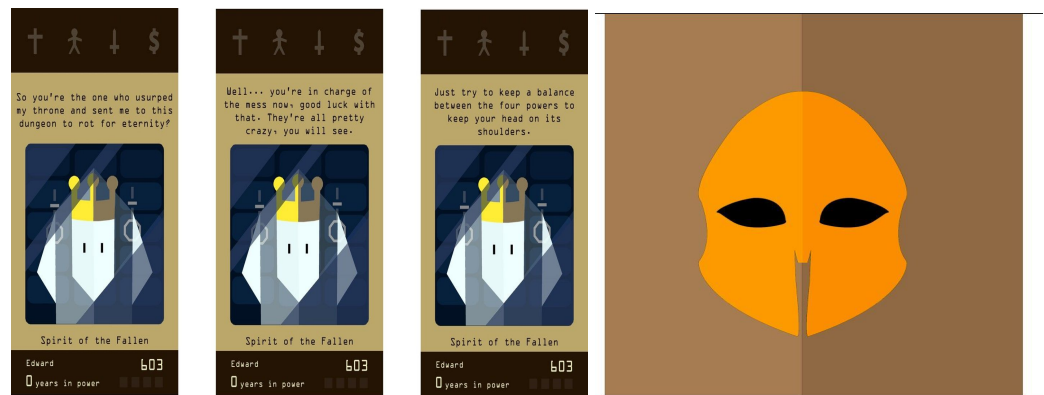 $
So you're the one who usurped
my throne and sent me to this
dungeon to rot for eternity?
Spirit of the Fallen
Edward
603
0 years in power
$
Well... you're in charge of
the mess now, good luck with
that. They're all pretty
crazy, you will see.
Spirit of the Fallen
Edward
603
0 years in power
$
Just try to keep a balance
between the four powers to
keep your head on its
shoulders.
Spirit of the Fallen
Edward
603
0 years in power